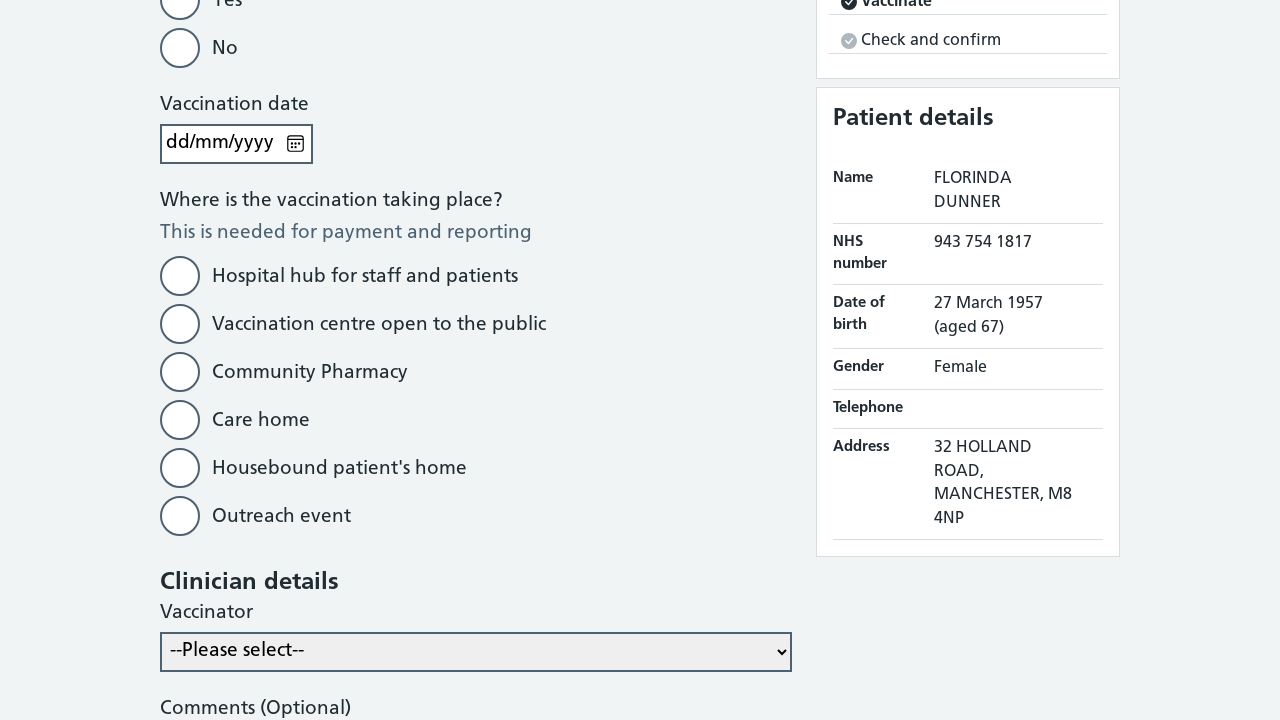 Yes
No
Vaccination date
dd/mm/yyyy
Where is the vaccination taking place?
This is needed for payment and reporting
Hospital hub for staff and patients
Vaccination centre open to the public
Community Pharmacy
Care home
Housebound patient's home
Outreach event
Clinician details
Vaccinator
--Please select--
Comments (Optional)
Vaccinate
Check and confirm
Patient details
Name
FLORINDA
DUNNER
NHS
number
943 754 1817
Date of
birth
27 March 1957
(aged 67)
Gender
Female
Telephone
Address
32 HOLLAND
ROAD,
MANCHESTER, M8
4NP